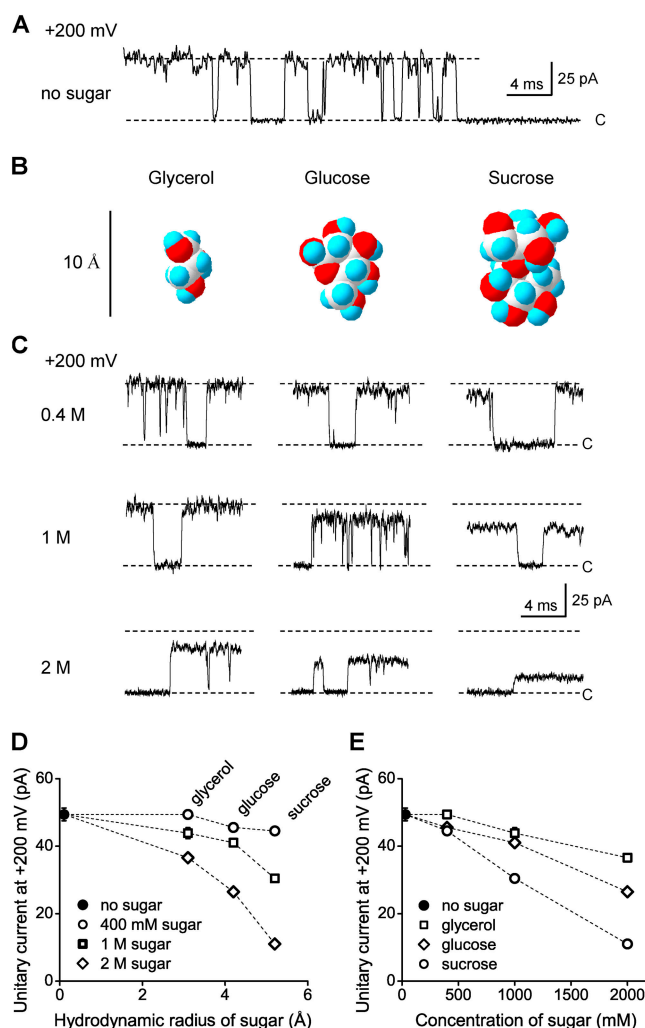 A
+200 mV
no sugar
4 ms
25 pA
C
B
Glycerol
Glucose
Sucrose
10 Å
C
+200 mV
0.4 M
C
1 M
C
4 ms
25 pA
2 M
C
D
Unitary current at +200 mV (pA)
60
40
20
0
glycerol
glucose
sucrose
no sugar
400 mM sugar
1 M sugar
2 M sugar
0
2
4
6
Hydrodynamic radius of sugar (Å)
E
Unitary current at +200 mV (pA)
60
40
20
0
no sugar
glycerol
glucose
sucrose
0
500
1000
1500
2000
Concentration of sugar (mM)